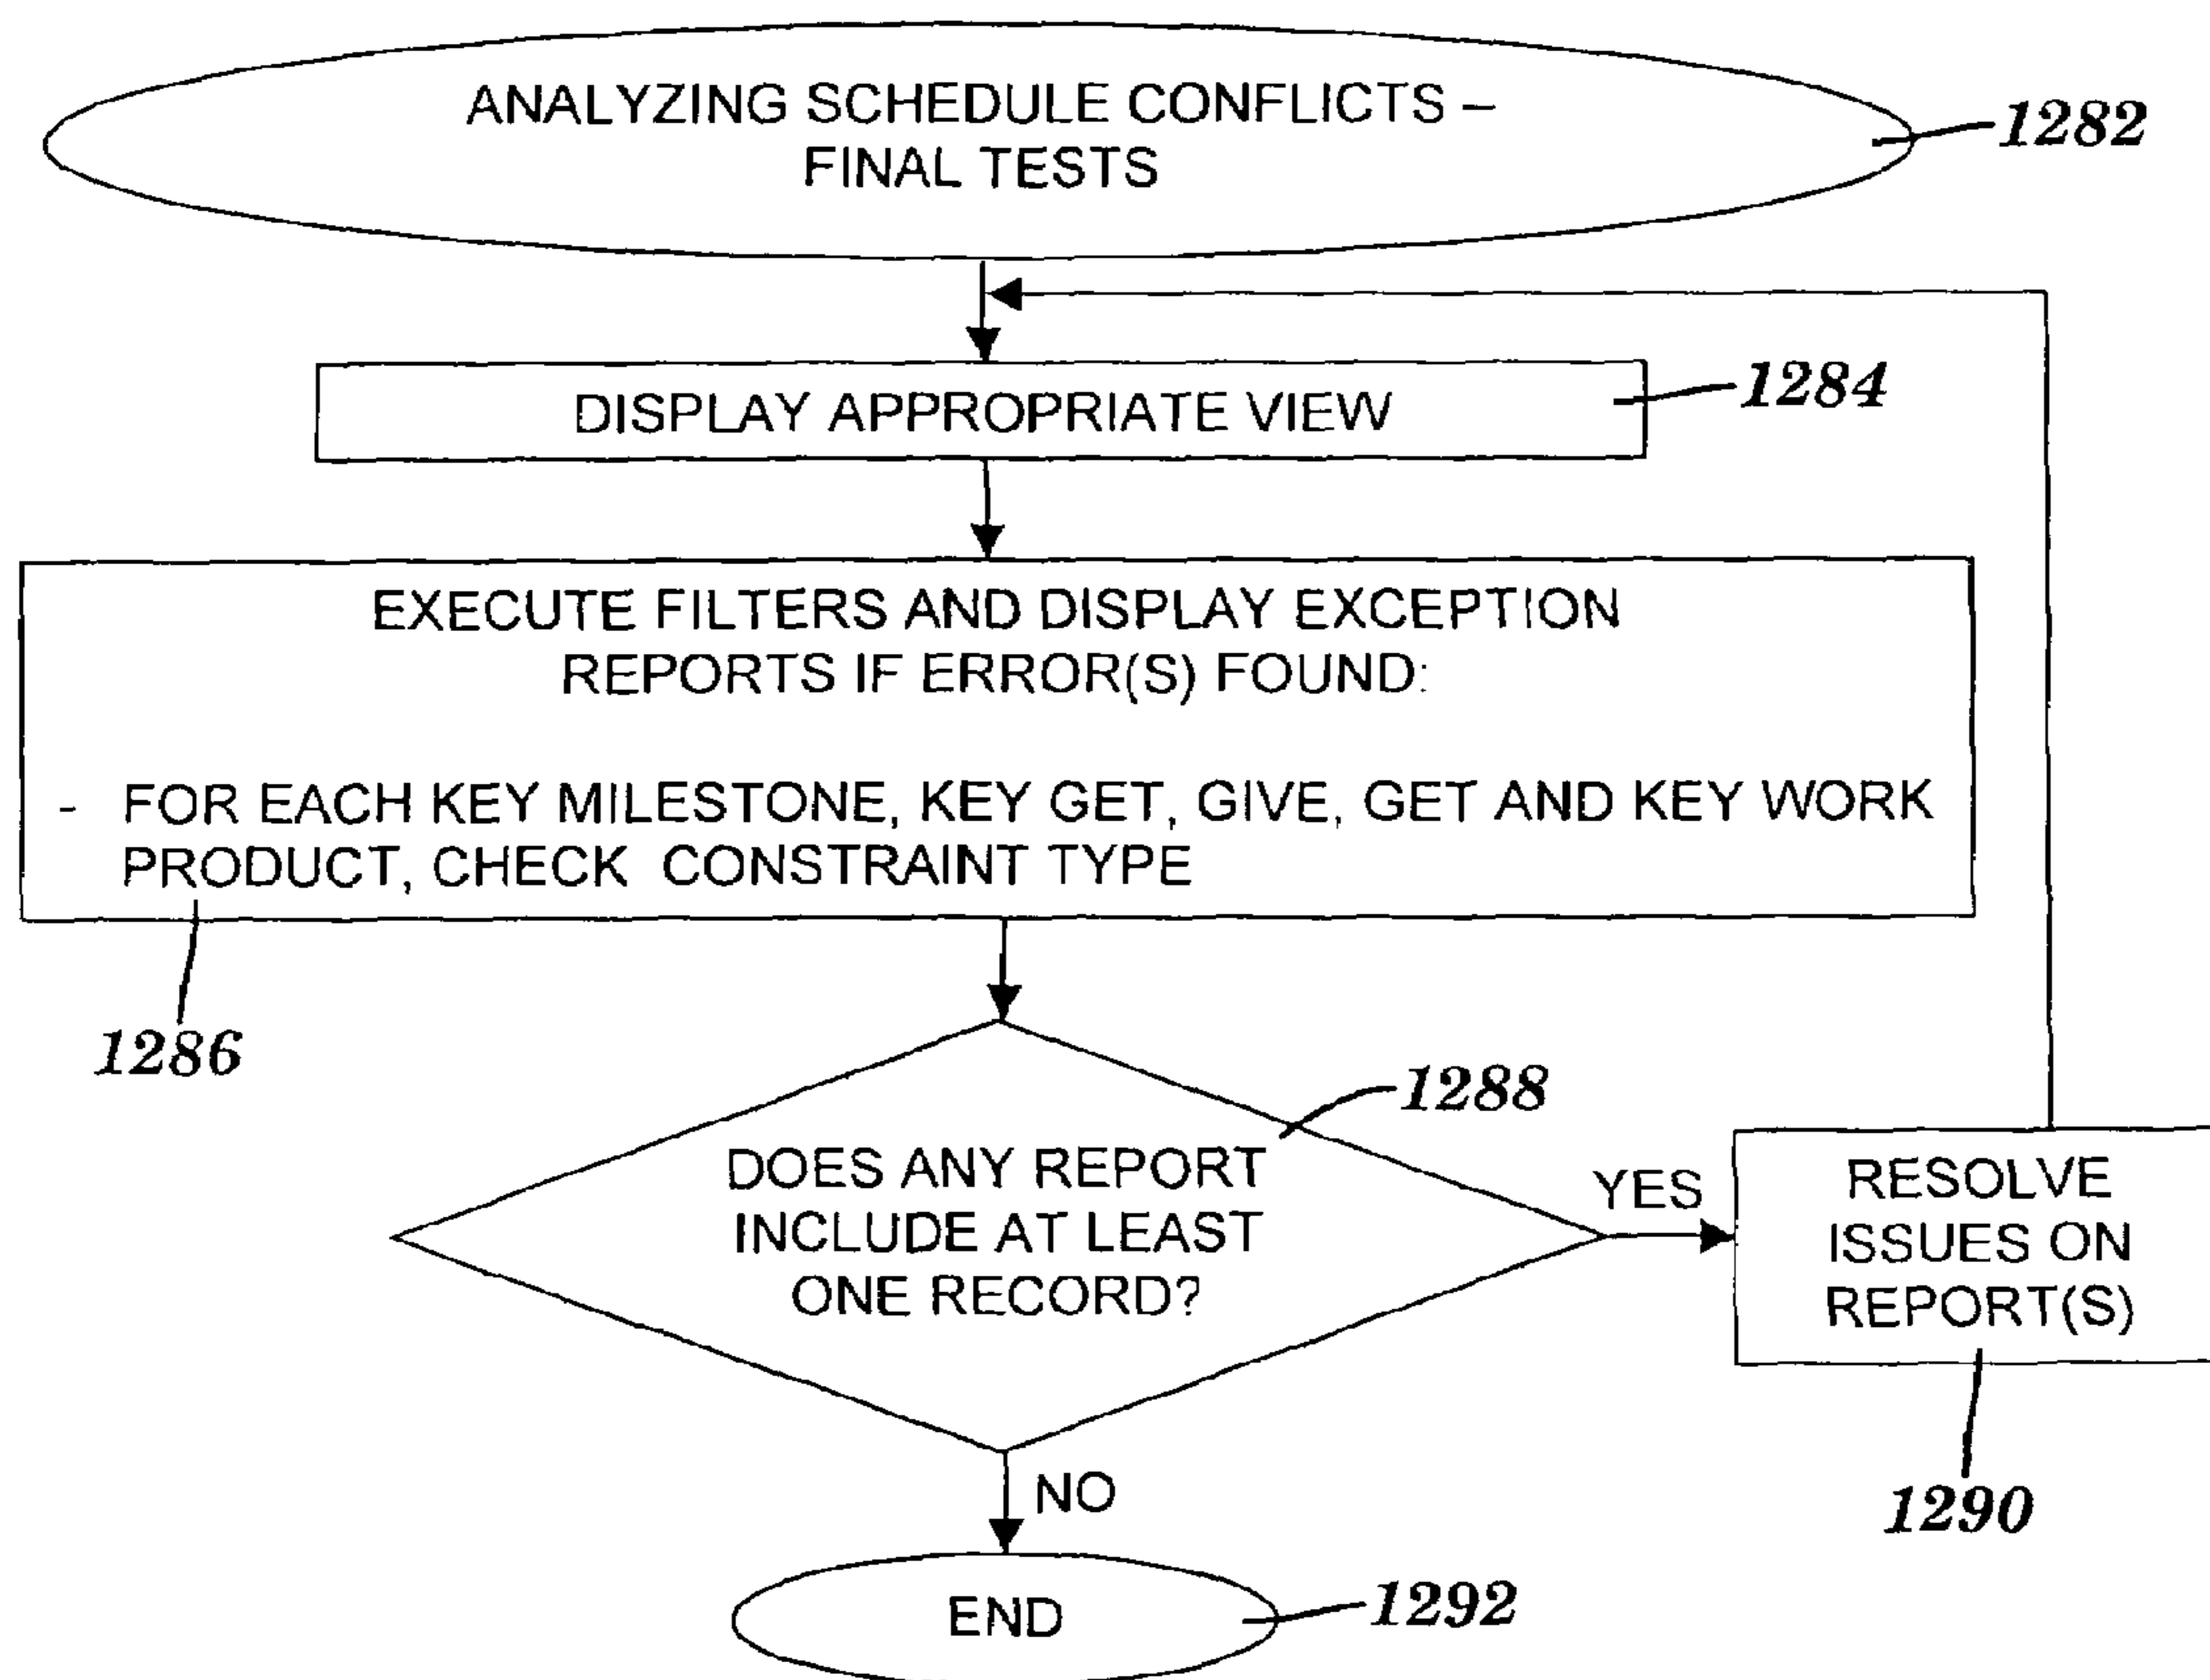 ANALYZING SCHEDULE CONFLICTS –
FINAL TESTS
1282
DISPLAY APPROPRIATE VIEW
1284
EXECUTE FILTERS AND DISPLAY EXCEPTION
REPORTS IF ERROR(S) FOUND:
- FOR EACH KEY MILESTONE, KEY GET, GIVE, GET AND KEY WORK
PRODUCT, CHECK CONSTRAINT TYPE
1286
1288
DOES ANY REPORT
INCLUDE AT LEAST
ONE RECORD?
YES
RESOLVE
ISSUES ON
REPORT(S)
1290
NO
END
1292